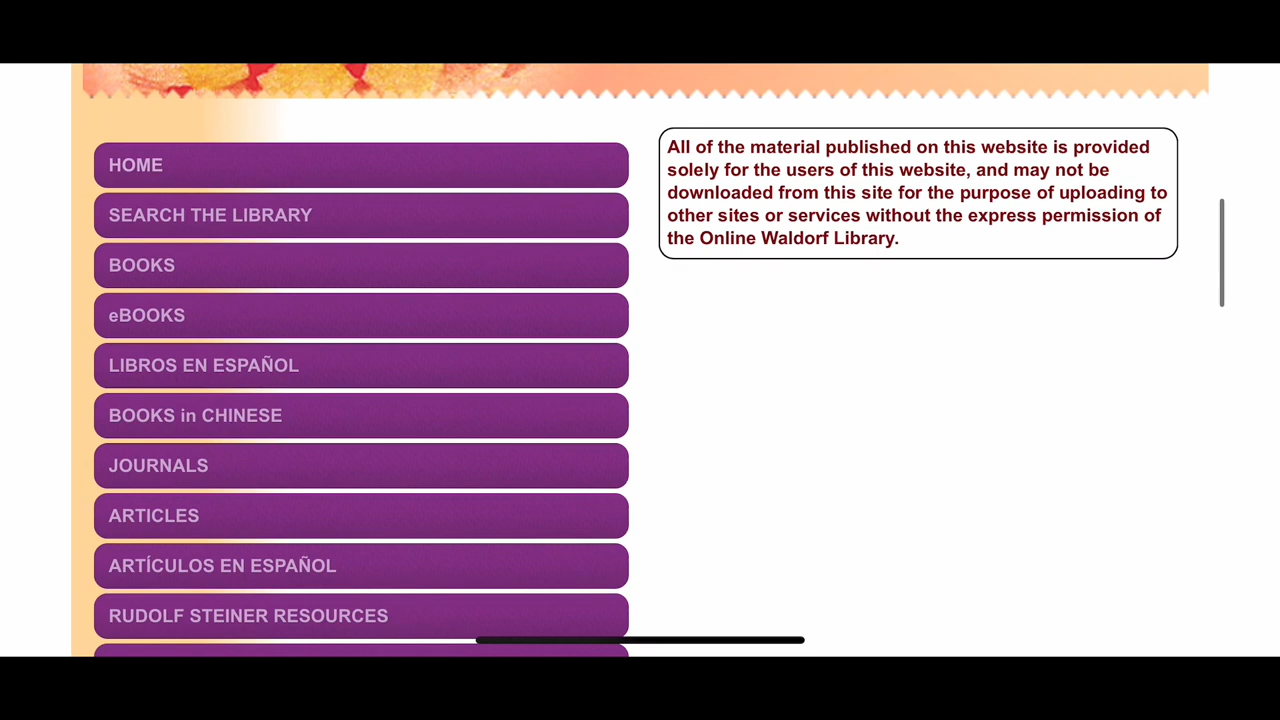 HOME
SEARCH THE LIBRARY
BOOKS
eBOOKS
LIBROS EN ESPAÑOL
BOOKS in CHINESE
JOURNALS
ARTICLES
ARTÍCULOS EN ESPAÑOL
RUDOLF STEINER RESOURCES
All of the material published on this website is provided
solely for the users of this website, and may not be
downloaded from this site for the purpose of uploading to
other sites or services without the express permission of
the Online Waldorf Library.